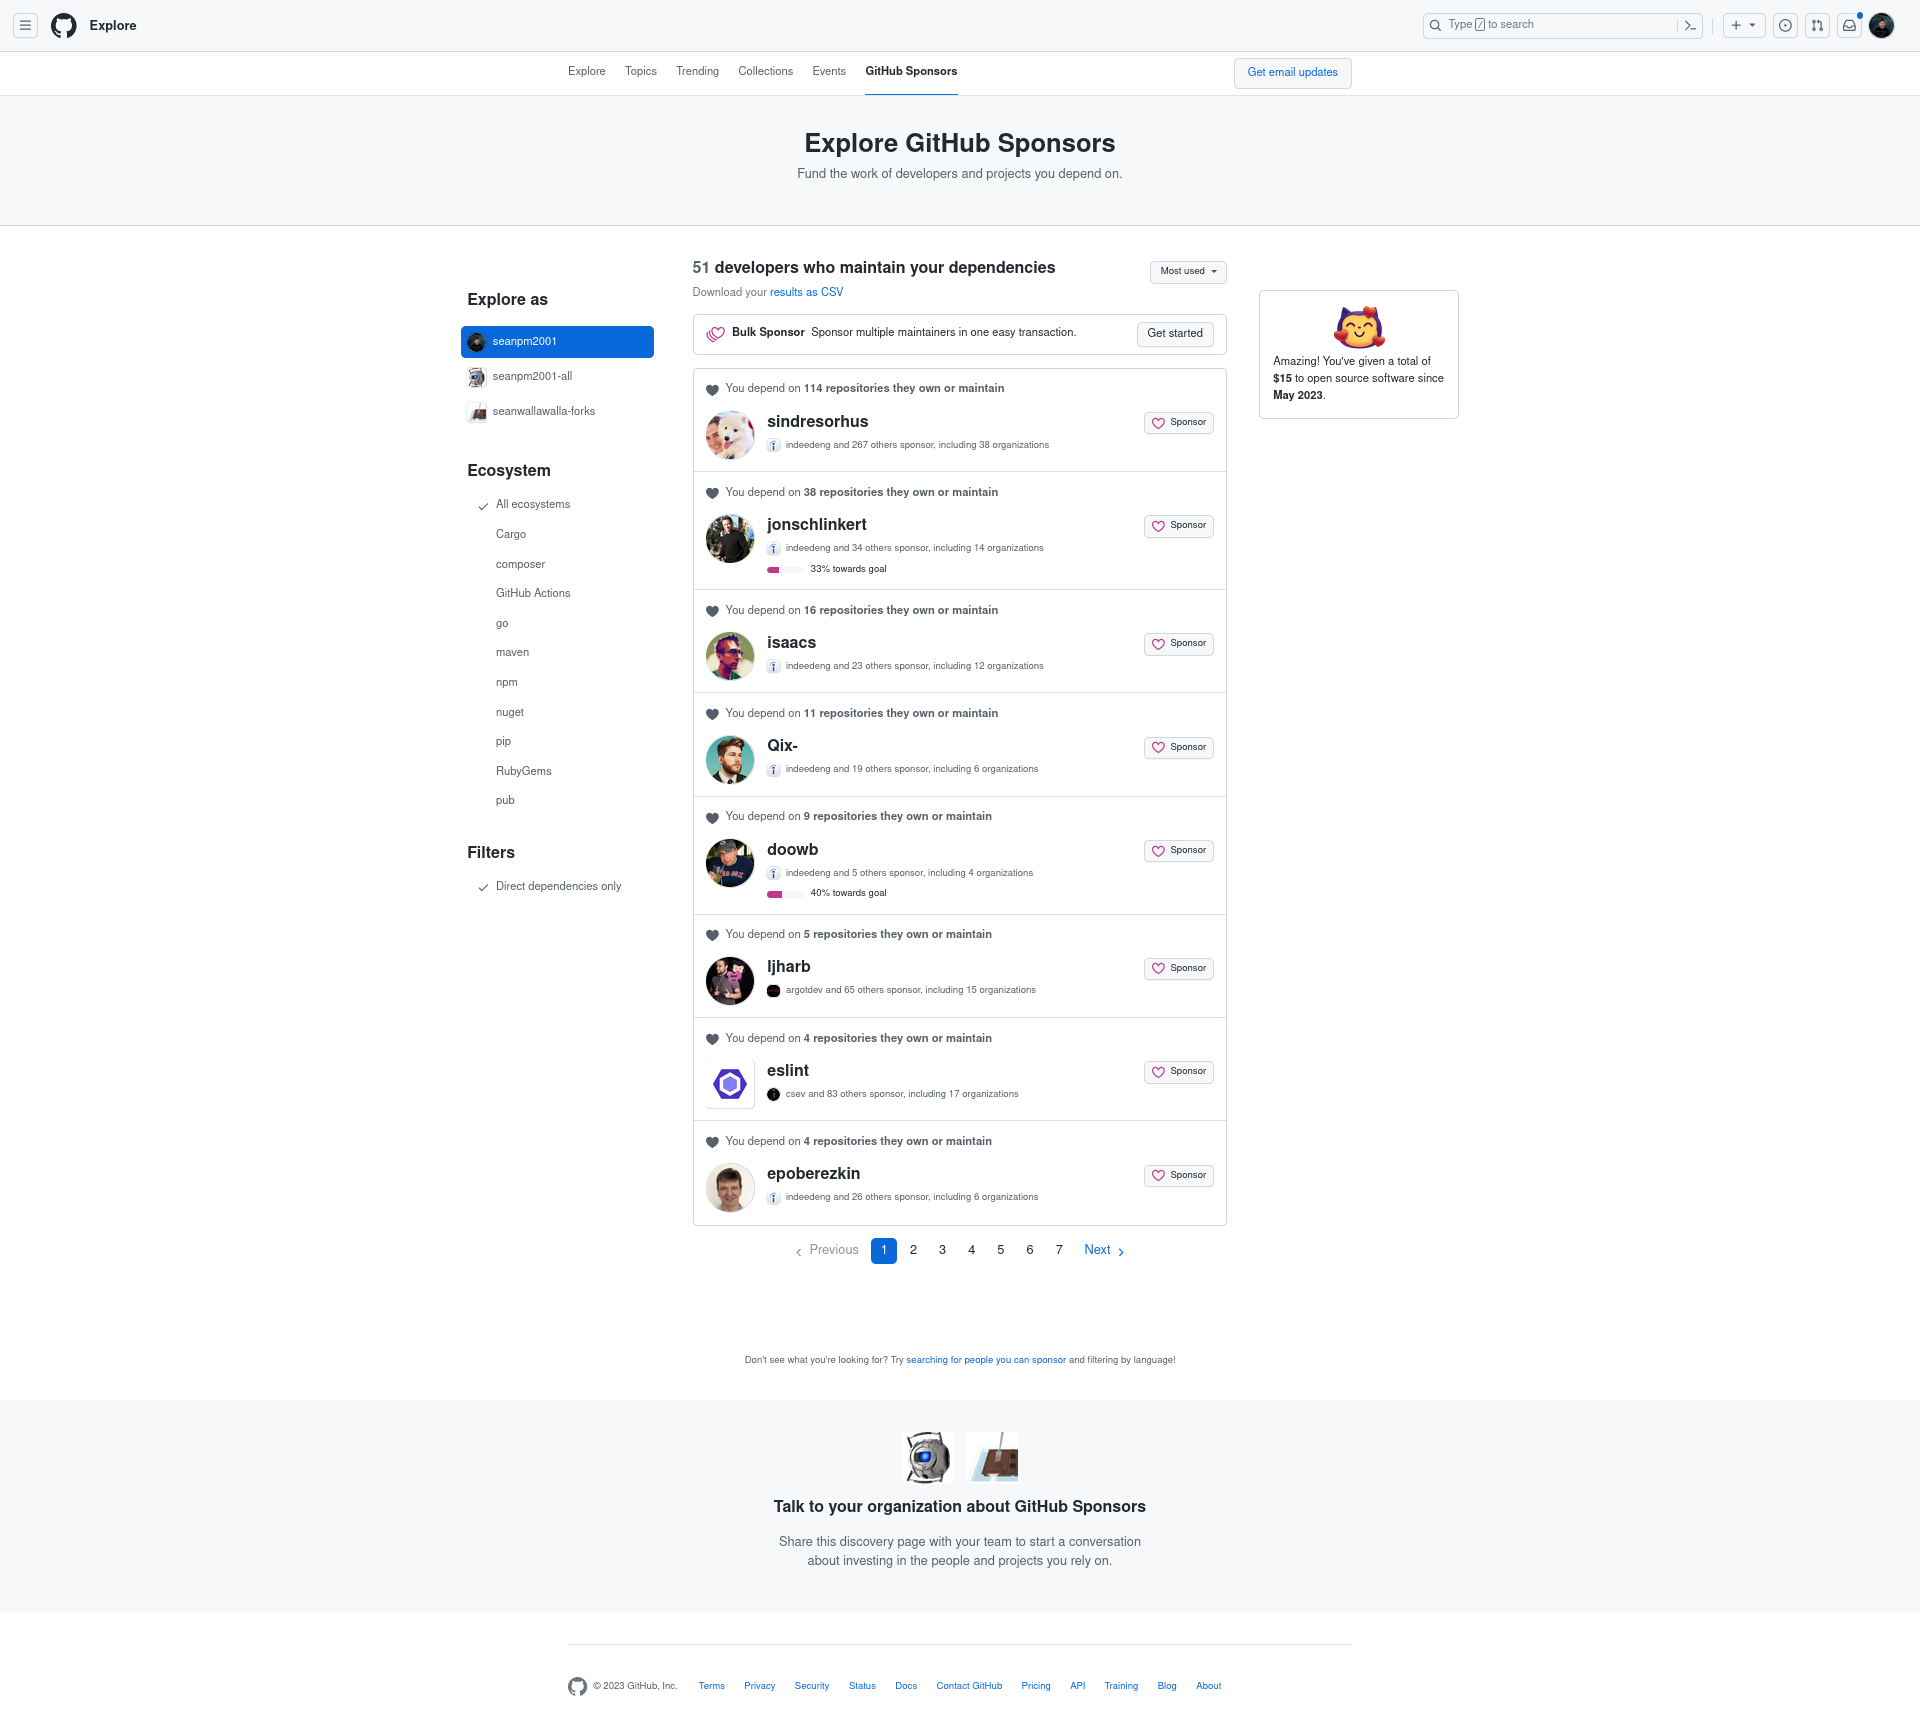 Explore
Type / to search
Explore Topics Trending Collections Events GitHub Sponsors
Get email updates
Explore GitHub Sponsors
Fund the work of developers and projects you depend on.
Explore as
seanpm2001
seanpm2001-all
seanwallawalla-forks
Ecosystem
All ecosystems
Cargo
composer
GitHub Actions
go
maven
npm
nuget
pip
RubyGems
pub
Filters
Direct dependencies only
51 developers who maintain your dependencies
Most used
Download your results as CSV
Bulk Sponsor Sponsor multiple maintainers in one easy transaction.
Get started
You depend on 114 repositories they own or maintain
sindresorhus
Sponsor
indeedeng and 267 others sponsor, including 38 organizations
You depend on 38 repositories they own or maintain
jonschlinkert
Sponsor
indeedeng and 34 others sponsor, including 14 organizations
33% towards goal
You depend on 16 repositories they own or maintain
isaacs
Sponsor
indeedeng and 23 others sponsor, including 12 organizations
You depend on 11 repositories they own or maintain
Qix-
Sponsor
indeedeng and 19 others sponsor, including 6 organizations
You depend on 9 repositories they own or maintain
doowb
Sponsor
indeedeng and 5 others sponsor, including 4 organizations
40% towards goal
You depend on 5 repositories they own or maintain
ljharb
Sponsor
argotdev and 65 others sponsor, including 15 organizations
You depend on 4 repositories they own or maintain
eslint
Sponsor
csev and 83 others sponsor, including 17 organizations
You depend on 4 repositories they own or maintain
epoberezkin
Sponsor
indeedeng and 26 others sponsor, including 6 organizations
Previous 1 2 3 4 5 6 7 Next
Amazing! You've given a total of
$15 to open source software since
May 2023.
Don't see what you're looking for? Try searching for people you can sponsor and filtering by language!
Talk to your organization about GitHub Sponsors
Share this discovery page with your team to start a conversation
about investing in the people and projects you rely on.
© 2023 GitHub, Inc. Terms Privacy Security Status Docs Contact GitHub Pricing API Training Blog About